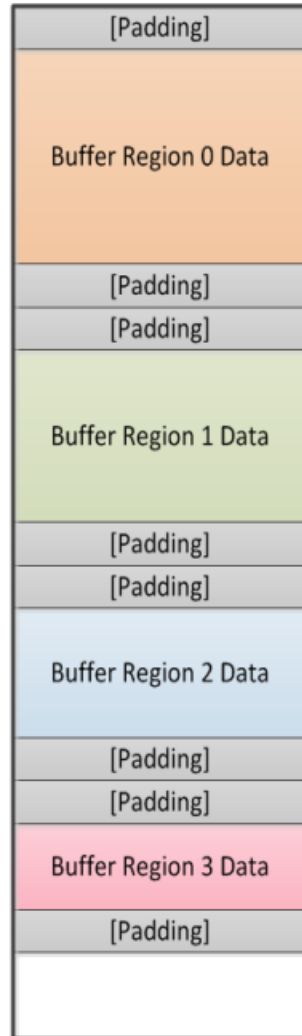 [Padding]
Buffer Region 0 Data
[Padding]
[Padding]
Buffer Region 1 Data
[Padding]
[Padding]
Buffer Region 2 Data
[Padding]
[Padding]
Buffer Region 3 Data
[Padding]